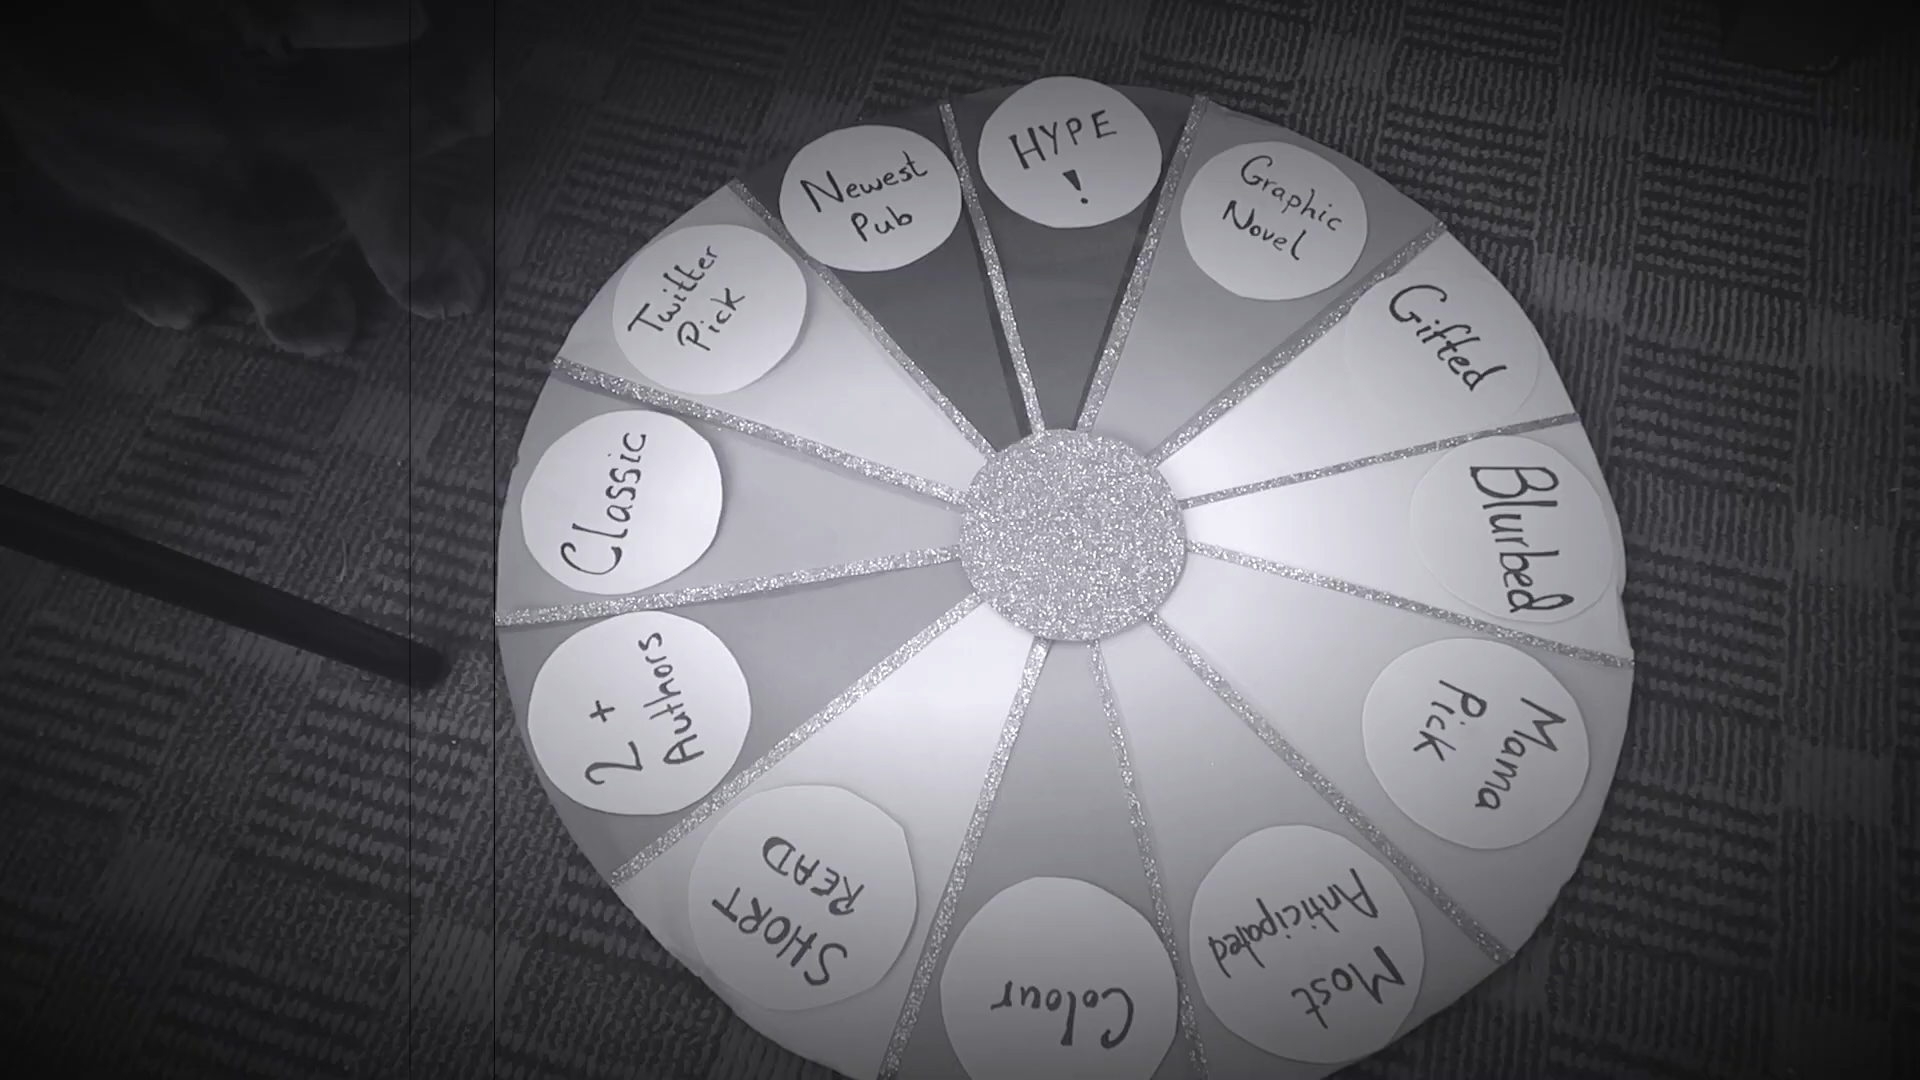 HYPE
!
Graphic
Novel
Gifted
Blurbed
Mama
Pick
Most
Anticipated
Colour
SHORT
READ
2+
Authors
Classic
Twitter
Pick
Newest
Pub